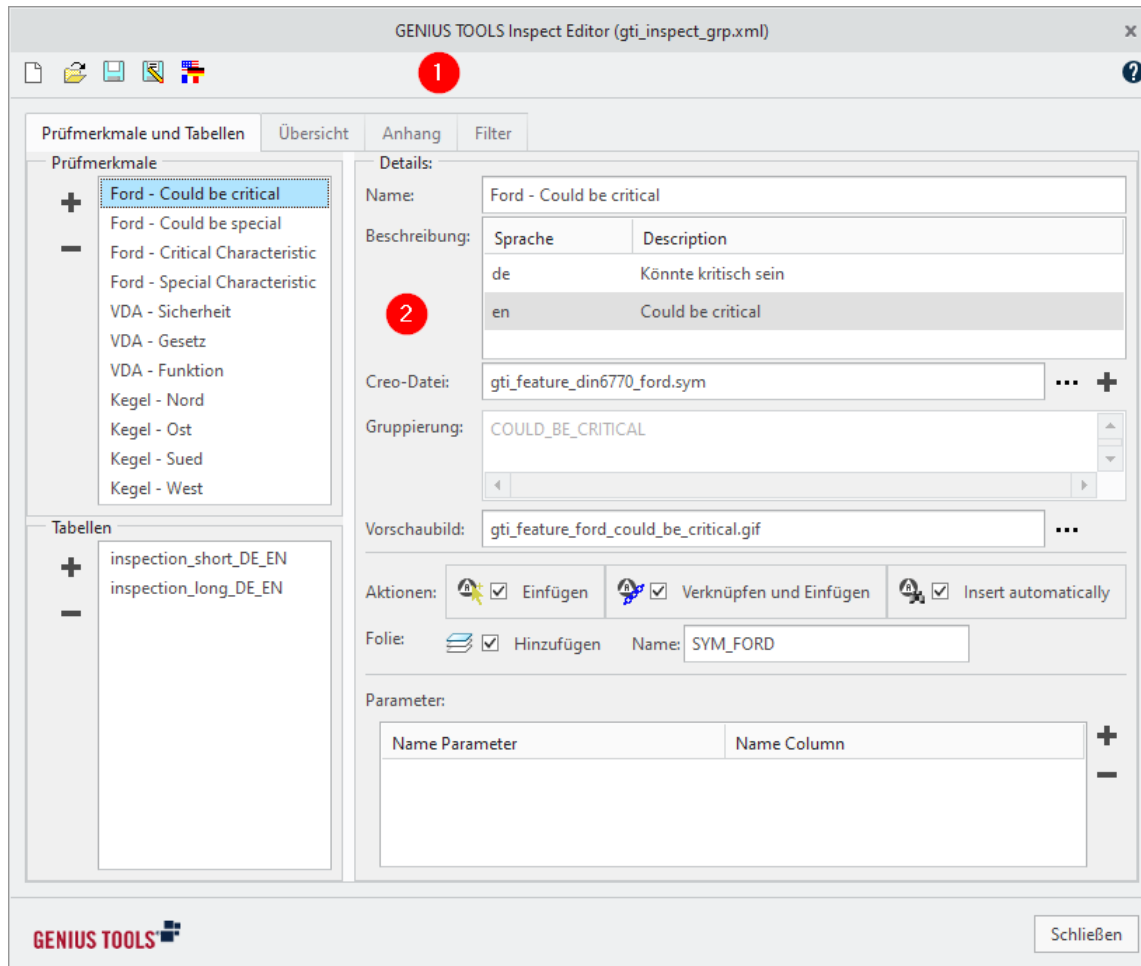 GENIUS TOOLS Inspect Editor (gti_inspect_grp.xml)
1
Prüfmerkmale und Tabellen Übersicht Anhang Filter
Prüfmerkmale
Ford - Could be critical
Ford - Could be special
Ford - Critical Characteristic
Ford - Special Characteristic
VDA - Sicherheit
VDA - Gesetz
VDA - Funktion
Kegel - Nord
Kegel - Ost
Kegel - Sued
Kegel - West
Tabellen
inspection_short_DE_EN
inspection_long_DE_EN
Details:
Name: Ford - Could be critical
Beschreibung: Sprache Description
de Könnte kritisch sein
2 en Could be critical
Creo-Datei: gti_feature_din6770_ford.sym
Gruppierung: COULD_BE_CRITICAL
Vorschaubild: gti_feature_ford_could_be_critical.gif
Aktionen: Einfügen Verknüpfen und Einfügen Insert automatically
Folie: Hinzufügen Name: SYM_FORD
Parameter:
Name Parameter Name Column
GENIUS TOOLS
Schließen